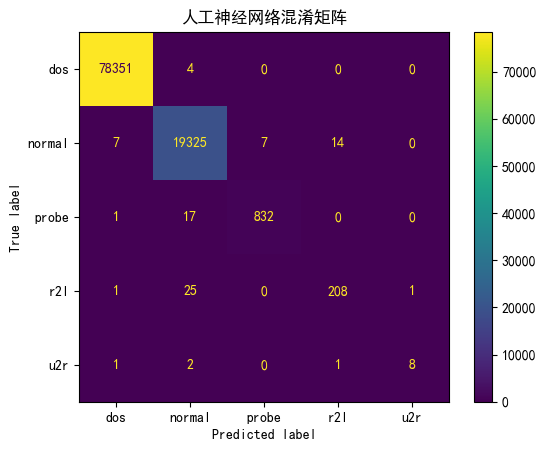 人工神经网络混淆矩阵
dos 78351 4 0 0 0
normal 7 19325 7 14 0
probe 1 17 832 0 0
r2l 1 25 0 208 1
u2r 1 2 0 1 8
dos normal probe r2l u2r
Predicted label
True label
70000
60000
50000
40000
30000
20000
10000
0